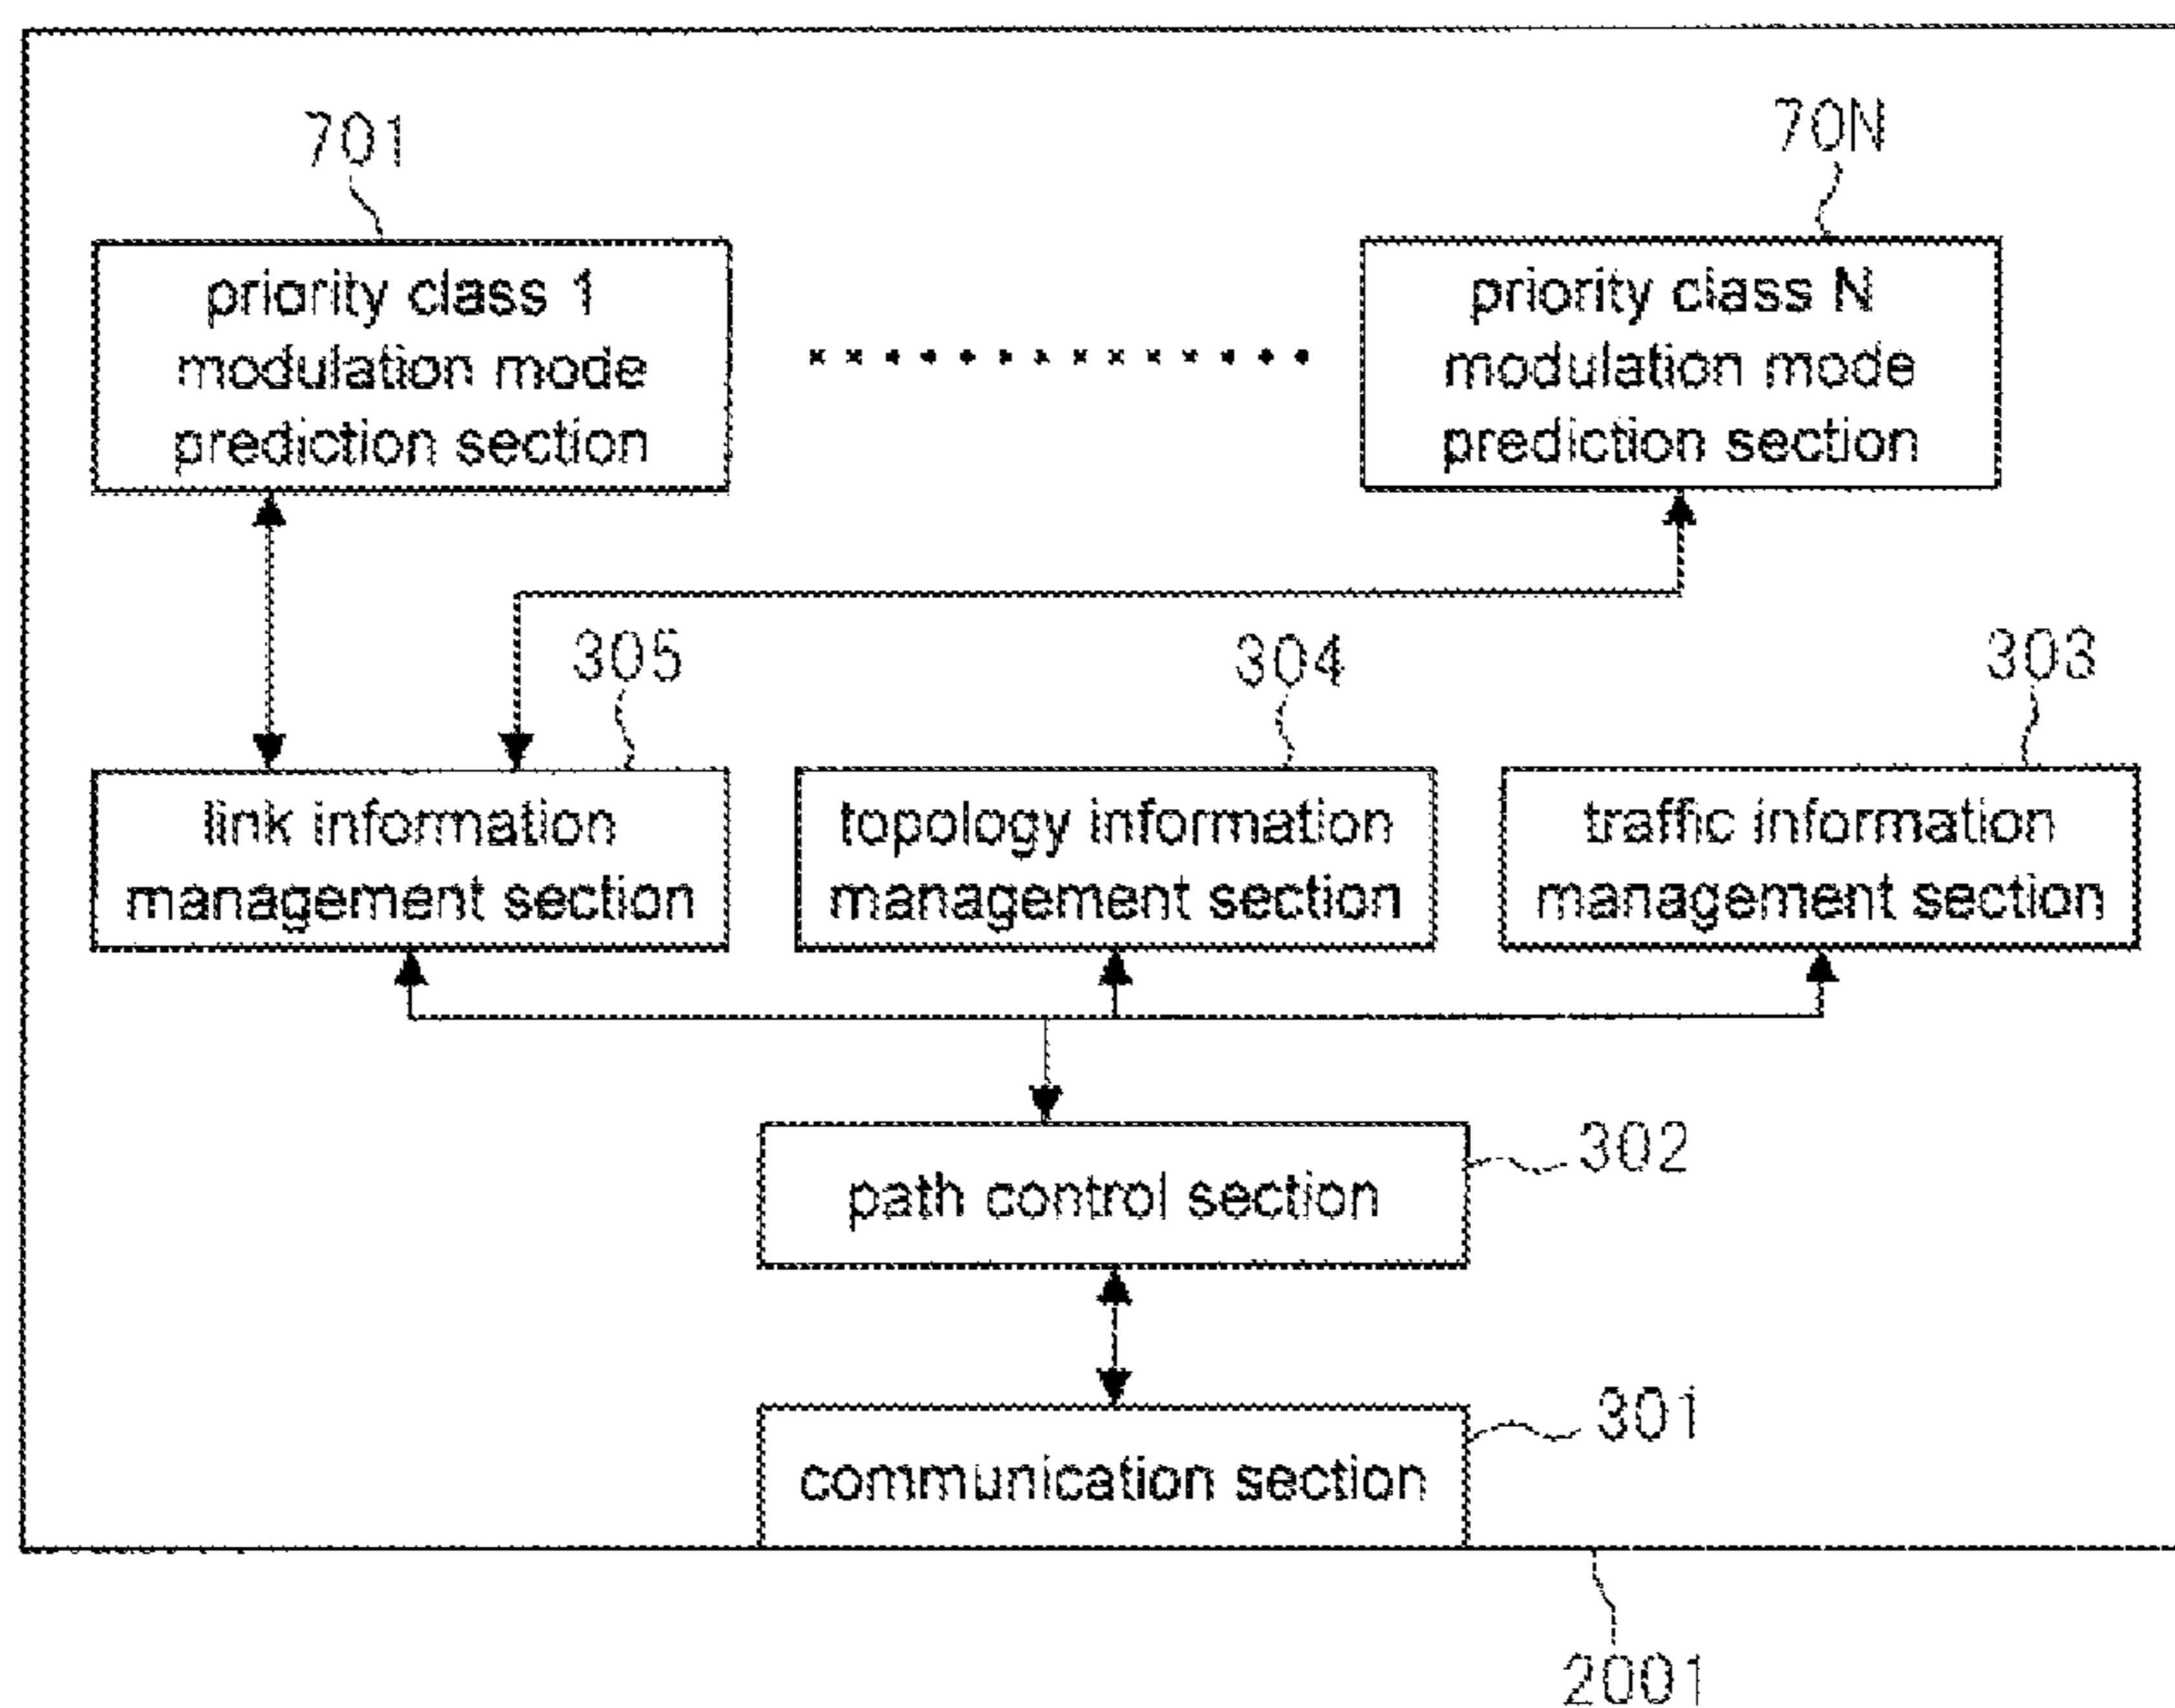 701
70N
priority class 1
modulation mode
prediction section
priority class N
modulation mode
prediction section
305
304
303
link information
management section
topology information
management section
traffic information
management section
302
path control section
301
communication section
2001